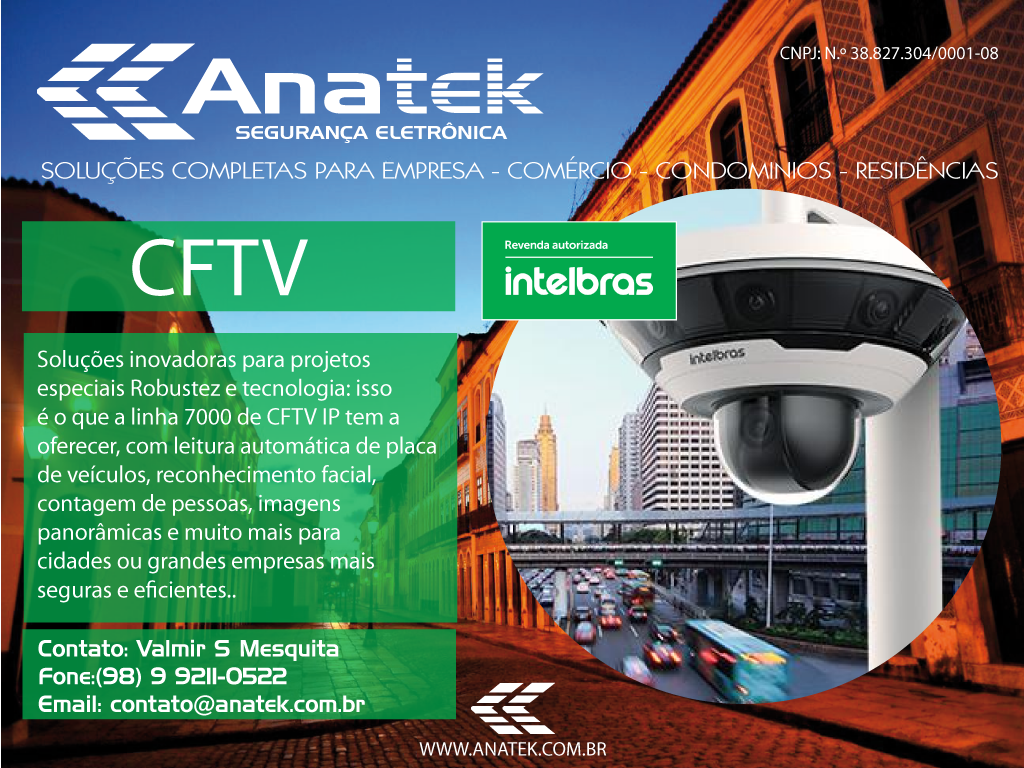 Anatek
CNPJ: N.º 38.827.304/0001-08
SEGURANÇA ELETRÔNICA
SOLUÇÕES COMPLETAS PARA EMPRESA - COMÉRCIO - CONDOMINIOS - RESIDÊNCIAS
CFTV
Revenda autorizada
intelbras
intelbras
Soluções inovadoras para projetos
especiais Robustez e tecnologia: isso
é o que a linha 7000 de CFTV IP tem a
oferecer, com leitura automática de placa
de veículos, reconhecimento facial,
contagem de pessoas, imagens
panorâmicas e muito mais para
cidades ou grandes empresas mais
seguras e eficientes..
Contato: Valmir S Mesquita
Fone:(98) 9 9211-0522
Email: contato@anatek.com.br
WWW.ANATEK.COM.BR